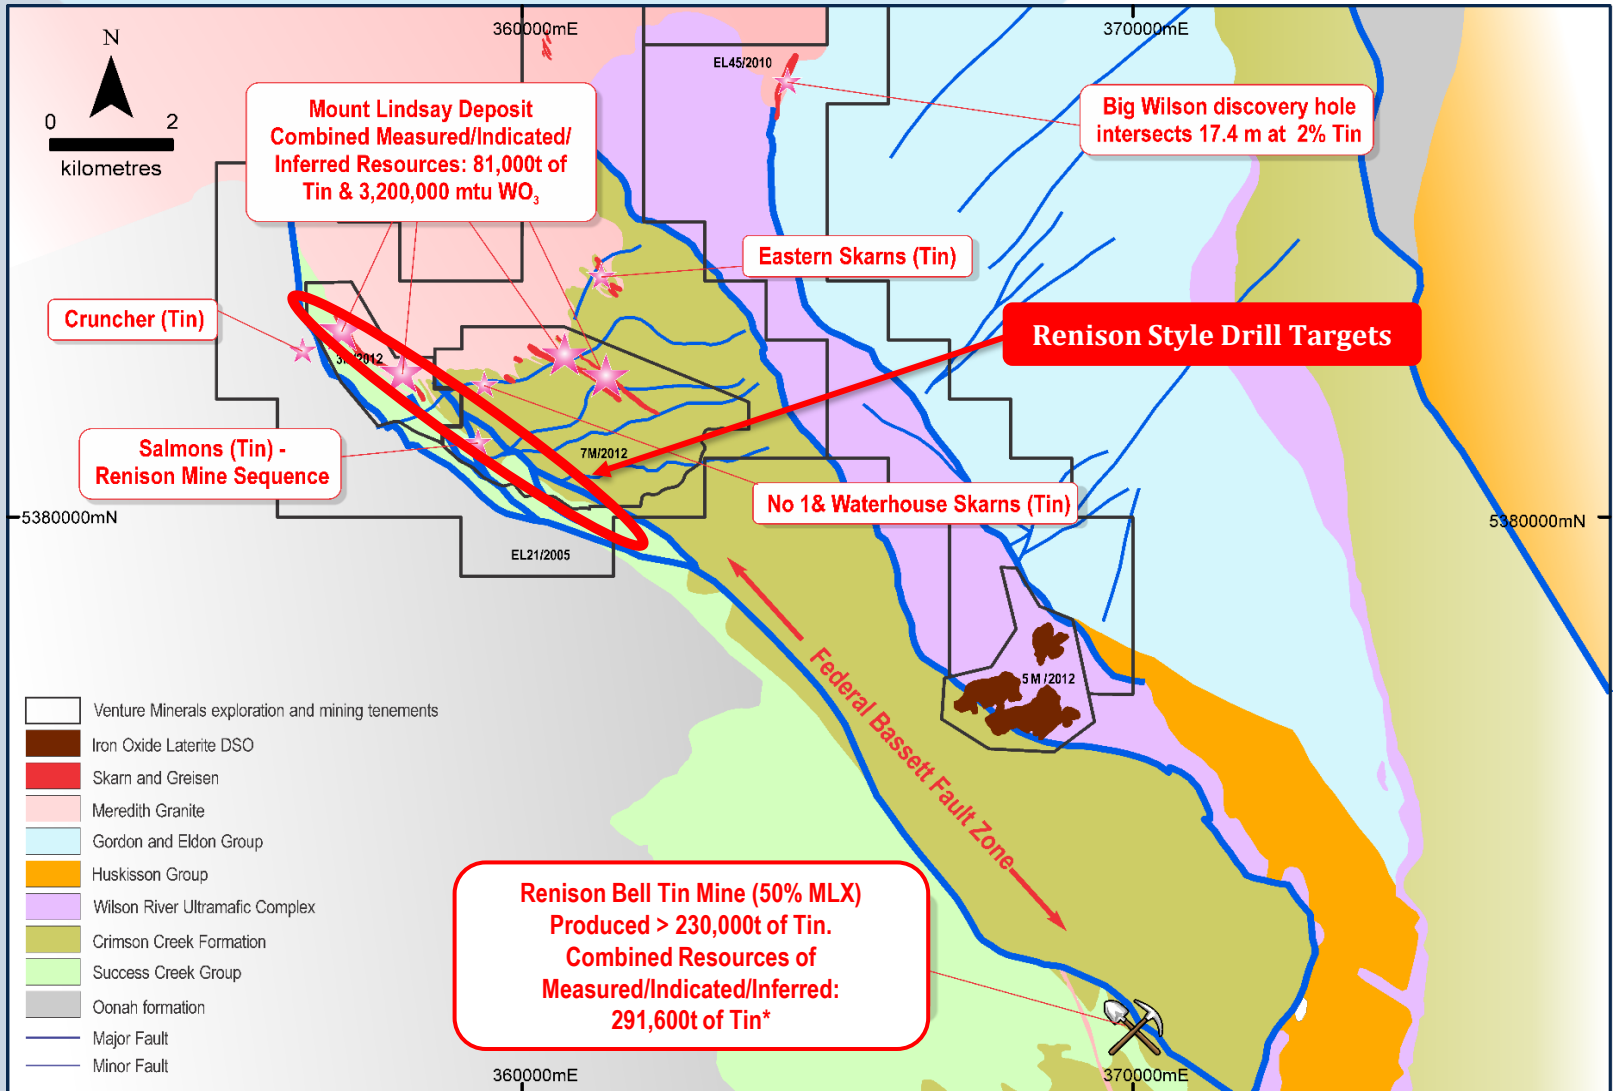 360000mE
370000mE
N
0 2
kilometres
EL45/2010
Mount Lindsay Deposit
Combined Measured/Indicated/
Inferred Resources: 81,000t of
Tin & 3,200,000 mtu WO₃
Big Wilson discovery hole
intersects 17.4 m at 2% Tin
Eastern Skarns (Tin)
Cruncher (Tin)
Renison Style Drill Targets
/2012
Salmons (Tin) -
Renison Mine Sequence
7M/2012
No 1& Waterhouse Skarns (Tin)
5380000mN
5380000mN
EL21/2005
Federal Bassett Fault Zone
5M/2012
Venture Minerals exploration and mining tenements
Iron Oxide Laterite DSO
Skarn and Greisen
Meredith Granite
Gordon and Eldon Group
Huskisson Group
Wilson River Ultramafic Complex
Crimson Creek Formation
Success Creek Group
Oonah formation
Major Fault
Minor Fault
Renison Bell Tin Mine (50% MLX)
Produced > 230,000t of Tin.
Combined Resources of
Measured/Indicated/Inferred:
291,600t of Tin*
360000mE
370000mE